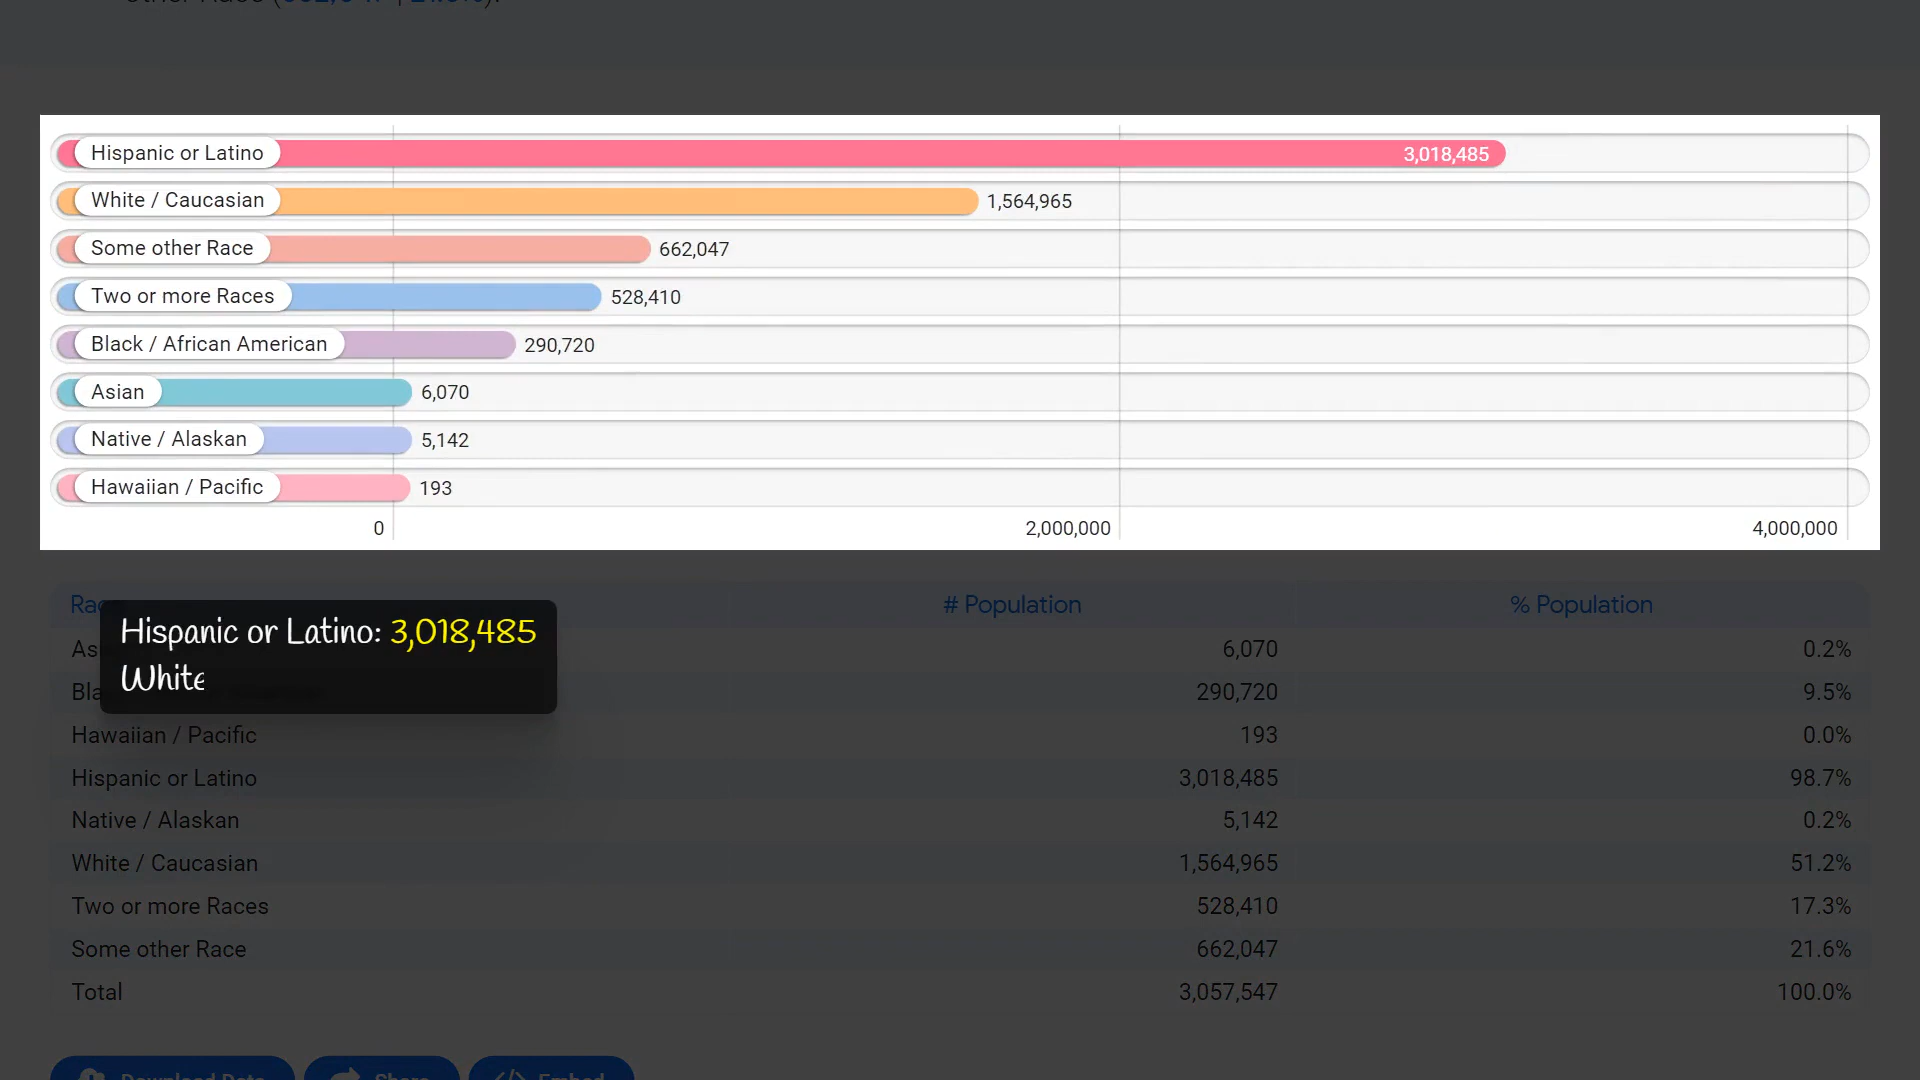 Hispanic or Latino 3,018,485
White / Caucasian 1,564,965
Some other Race 662,047
Two or more Races 528,410
Black / African American 290,720
Asian 6,070
Native / Alaskan 5,142
Hawaiian / Pacific 193
0 2,000,000 4,000,000
# Population % Population
Hispanic or Latino: 3,018,485
White
6,070 0.2%
290,720 9.5%
Hawaiian / Pacific 193 0.0%
Hispanic or Latino 3,018,485 98.7%
Native / Alaskan 5,142 0.2%
White / Caucasian 1,564,965 51.2%
Two or more Races 528,410 17.3%
Some other Race 662,047 21.6%
Total 3,057,547 100.0%